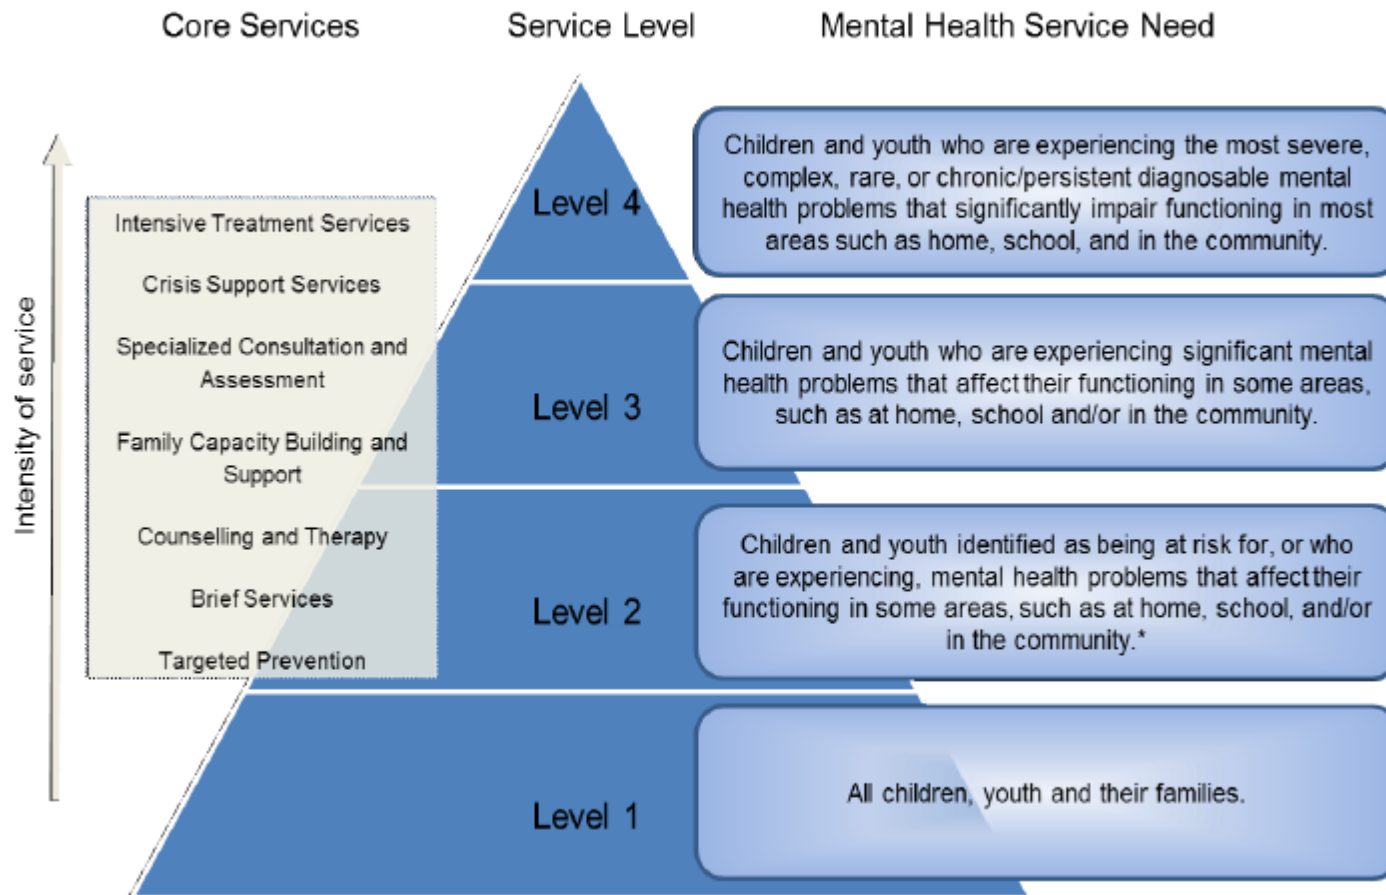 Core Services
Service Level
Mental Health Service Need
Intensity of service
Intensive Treatment Services
Crisis Support Services
Specialized Consultation and
Assessment
Family Capacity Building and
Support
Counselling and Therapy
Brief Services
Targeted Prevention
Level 4
Children and youth who are experiencing the most severe,
complex, rare, or chronic/persistent diagnosable mental
health problems that significantly impair functioning in most
areas such as home, school, and in the community.
Level 3
Children and youth who are experiencing significant mental
health problems that affect their functioning in some areas,
such as at home, school and/or in the community.
Level 2
Children and youth identified as being at risk for, or who
are experiencing, mental health problems that affect their
functioning in some areas, such as at home, school, and/or
in the community.*
Level 1
All children, youth and their families.